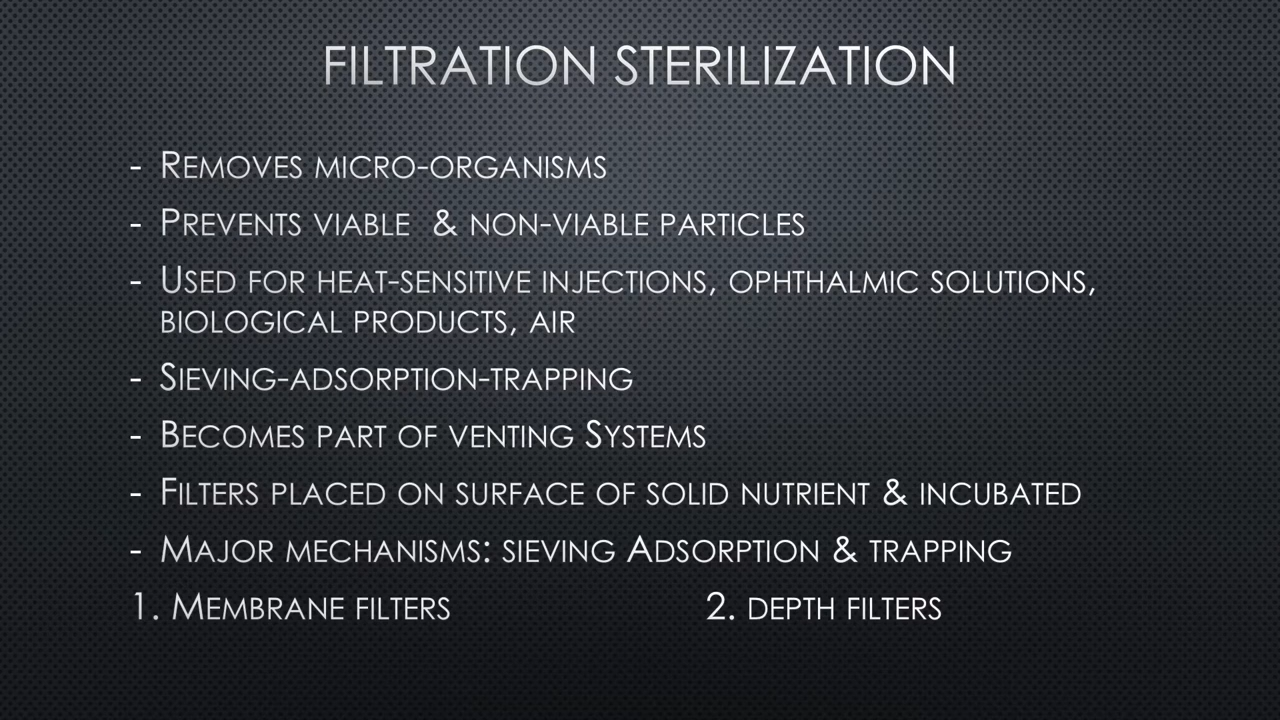 FILTRATION STERILIZATION
- REMOVES MICRO-ORGANISMS
- PREVENTS VIABLE & NON-VIABLE PARTICLES
- USED FOR HEAT-SENSITIVE INJECTIONS, OPHTHALMIC SOLUTIONS,
BIOLOGICAL PRODUCTS, AIR
- SIEVING-ADSORPTION-TRAPPING
- BECOMES PART OF VENTING SYSTEMS
- FILTERS PLACED ON SURFACE OF SOLID NUTRIENT & INCUBATED
- MAJOR MECHANISMS: SIEVING ADSORPTION & TRAPPING
1. MEMBRANE FILTERS 2. DEPTH FILTERS